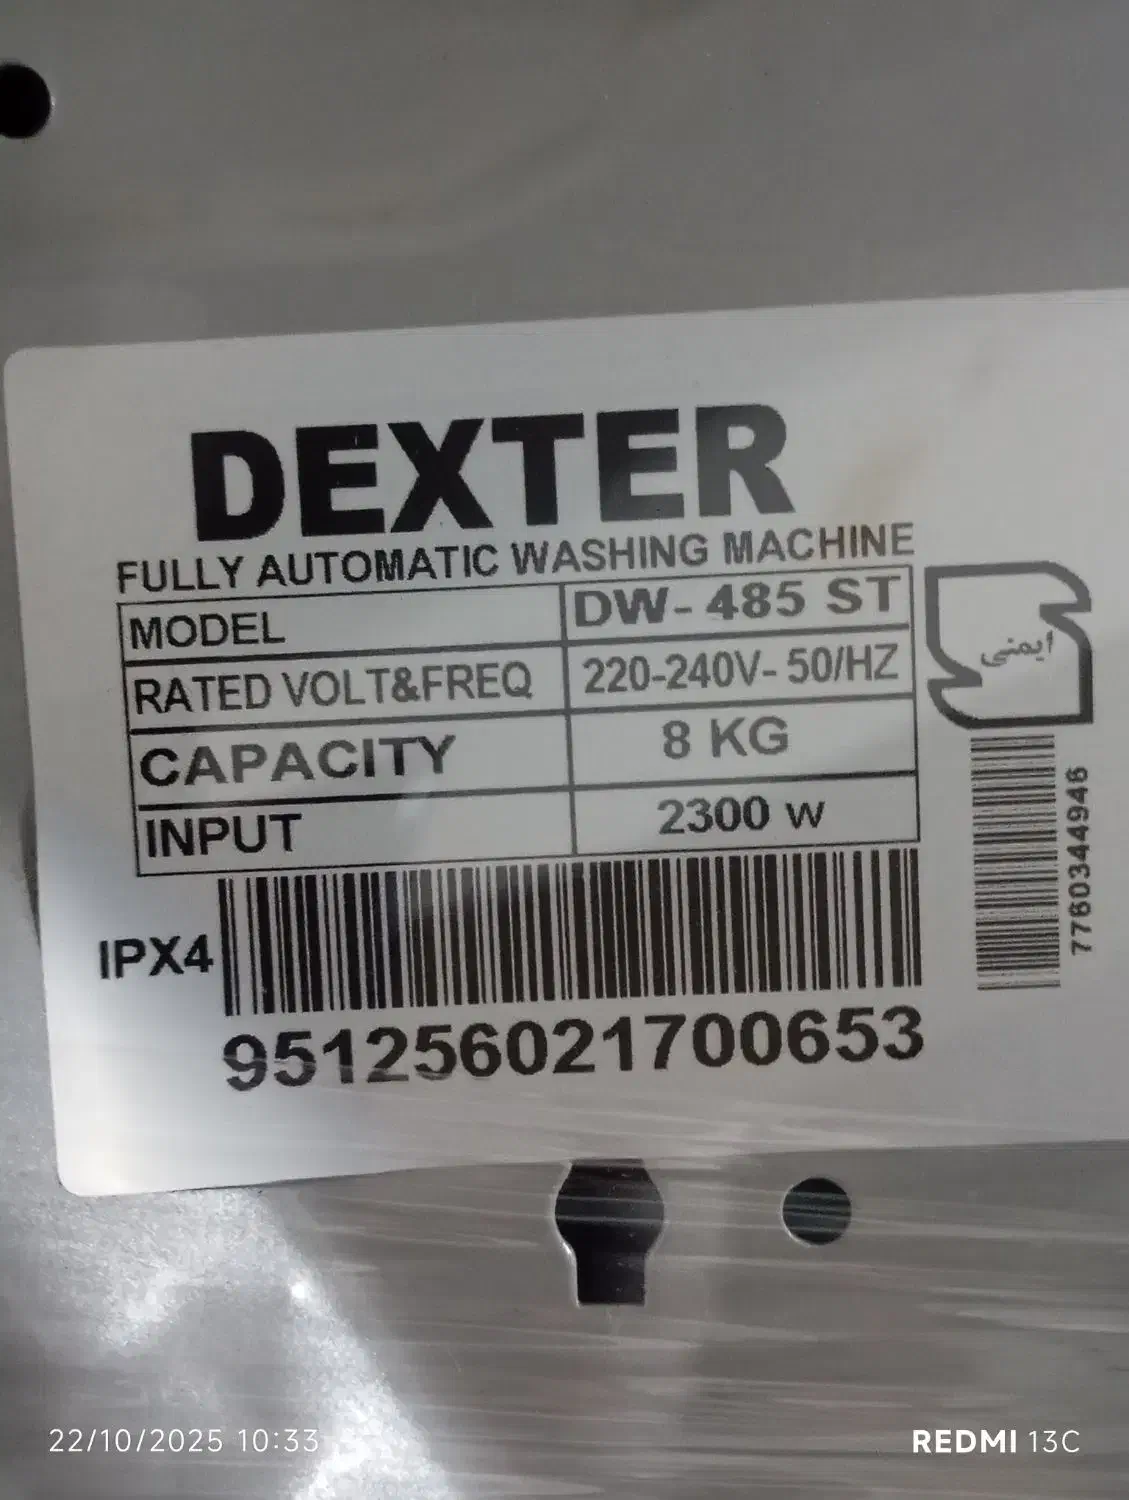 DEXTER
FULLY AUTOMATIC WASHING MACHINE
MODEL DW- 485 ST
RATED VOLT&FREQ 220-240V- 50/HZ
CAPACITY 8 KG
INPUT 2300 w
ایمنی
7760344946
IPX4
951256021700653
22/10/2025 10:33
REDMI 13C